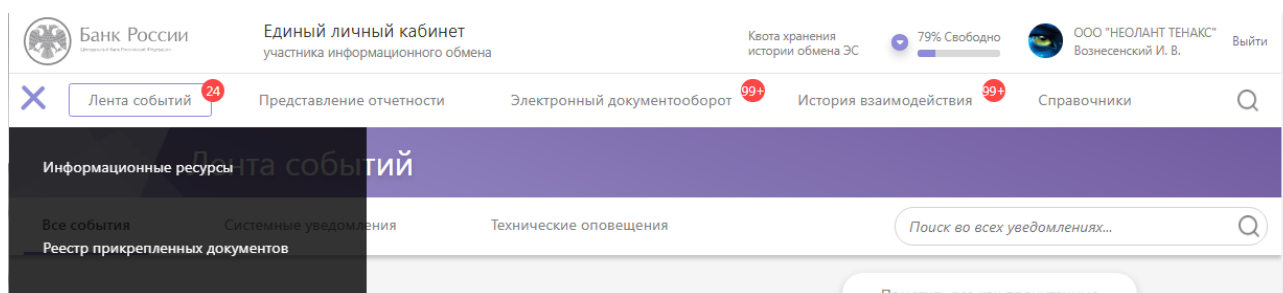 Банк России
Единый личный кабинет
участника информационного обмена
Квота хранения
истории обмена ЭС
79% Свободно
ООО "НЕОЛАНТ ТЕНАКС"
Вознесенский И. В.
Выйти
Лента событий 24
Представление отчетности
Электронный документооборот 99+
История взаимодействия 99+
Справочники
Информационные ресурсы
Лента событий
Все события
Системные уведомления
Технические оповещения
Поиск во всех уведомлениях...
Реестр прикрепленных документов